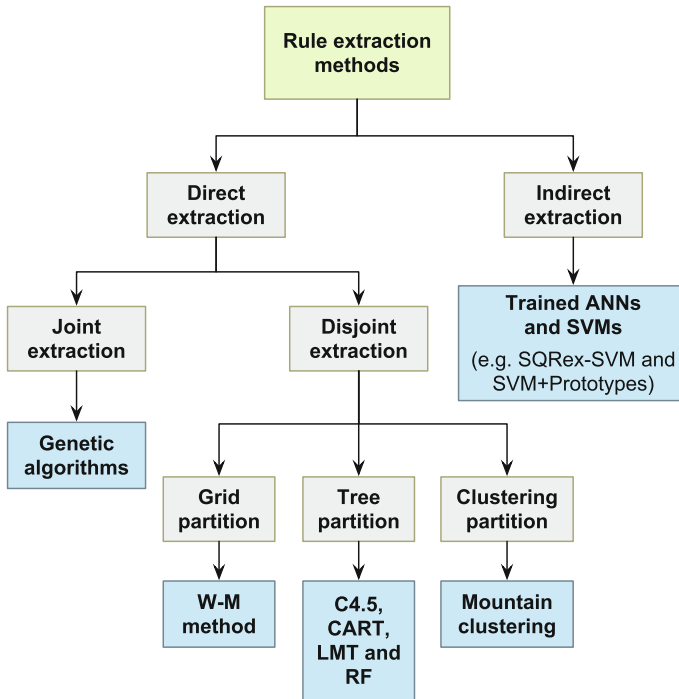 Rule extraction
methods
Direct
extraction
Indirect
extraction
Joint
extraction
Disjoint
extraction
Trained ANNs
and SVMs
(e.g. SQRex-SVM and
SVM+Prototypes)
Genetic
algorithms
Grid
partition
Tree
partition
Clustering
partition
W-M
method
C4.5,
CART,
LMT and
RF
Mountain
clustering